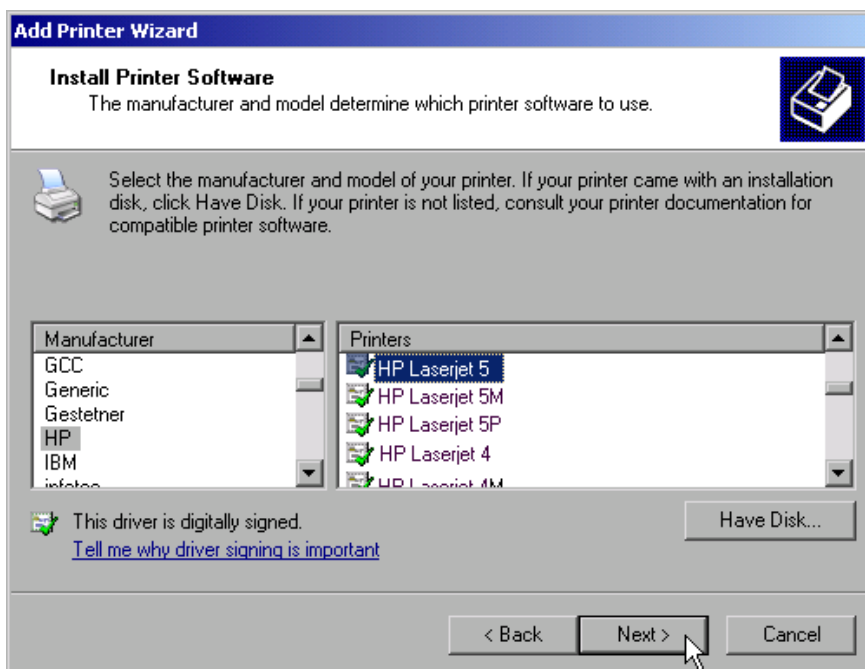 Add Printer Wizard
Install Printer Software
The manufacturer and model determine which printer software to use.
Select the manufacturer and model of your printer. If your printer came with an installation
disk, click Have Disk. If your printer is not listed, consult your printer documentation for
compatible printer software.
Manufacturer
GCC
Generic
Gestetner
HP
IBM
infotec
Printers
HP Laserjet 5
HP Laserjet 5M
HP Laserjet 5P
HP Laserjet 4
HP Laserjet 4M
This driver is digitally signed.
Tell me why driver signing is important
Have Disk...
< Back
Next >
Cancel